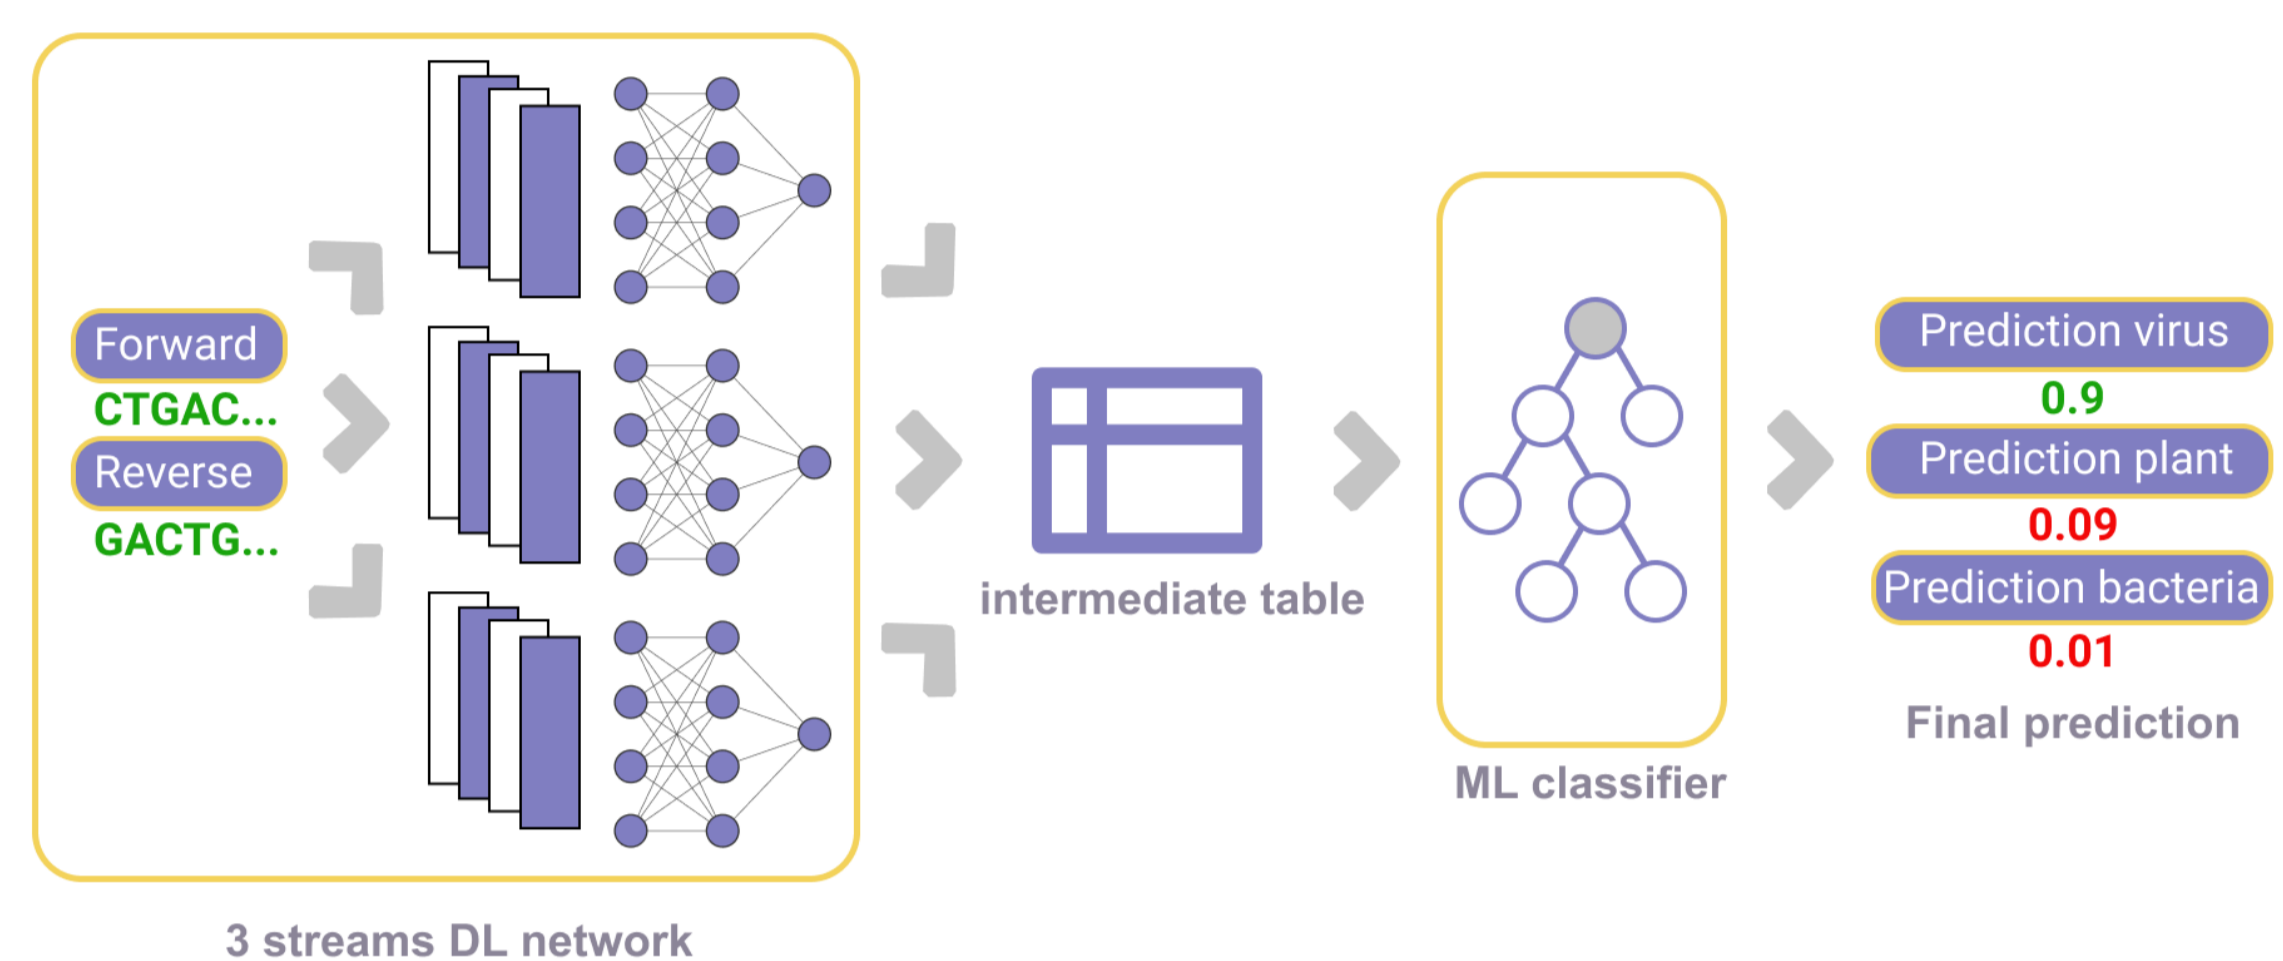 Forward
CTGAC...
Reverse
GACTG...
3 streams DL network
intermediate table
ML classifier
Prediction virus
0.9
Prediction plant
0.09
Prediction bacteria
0.01
Final prediction